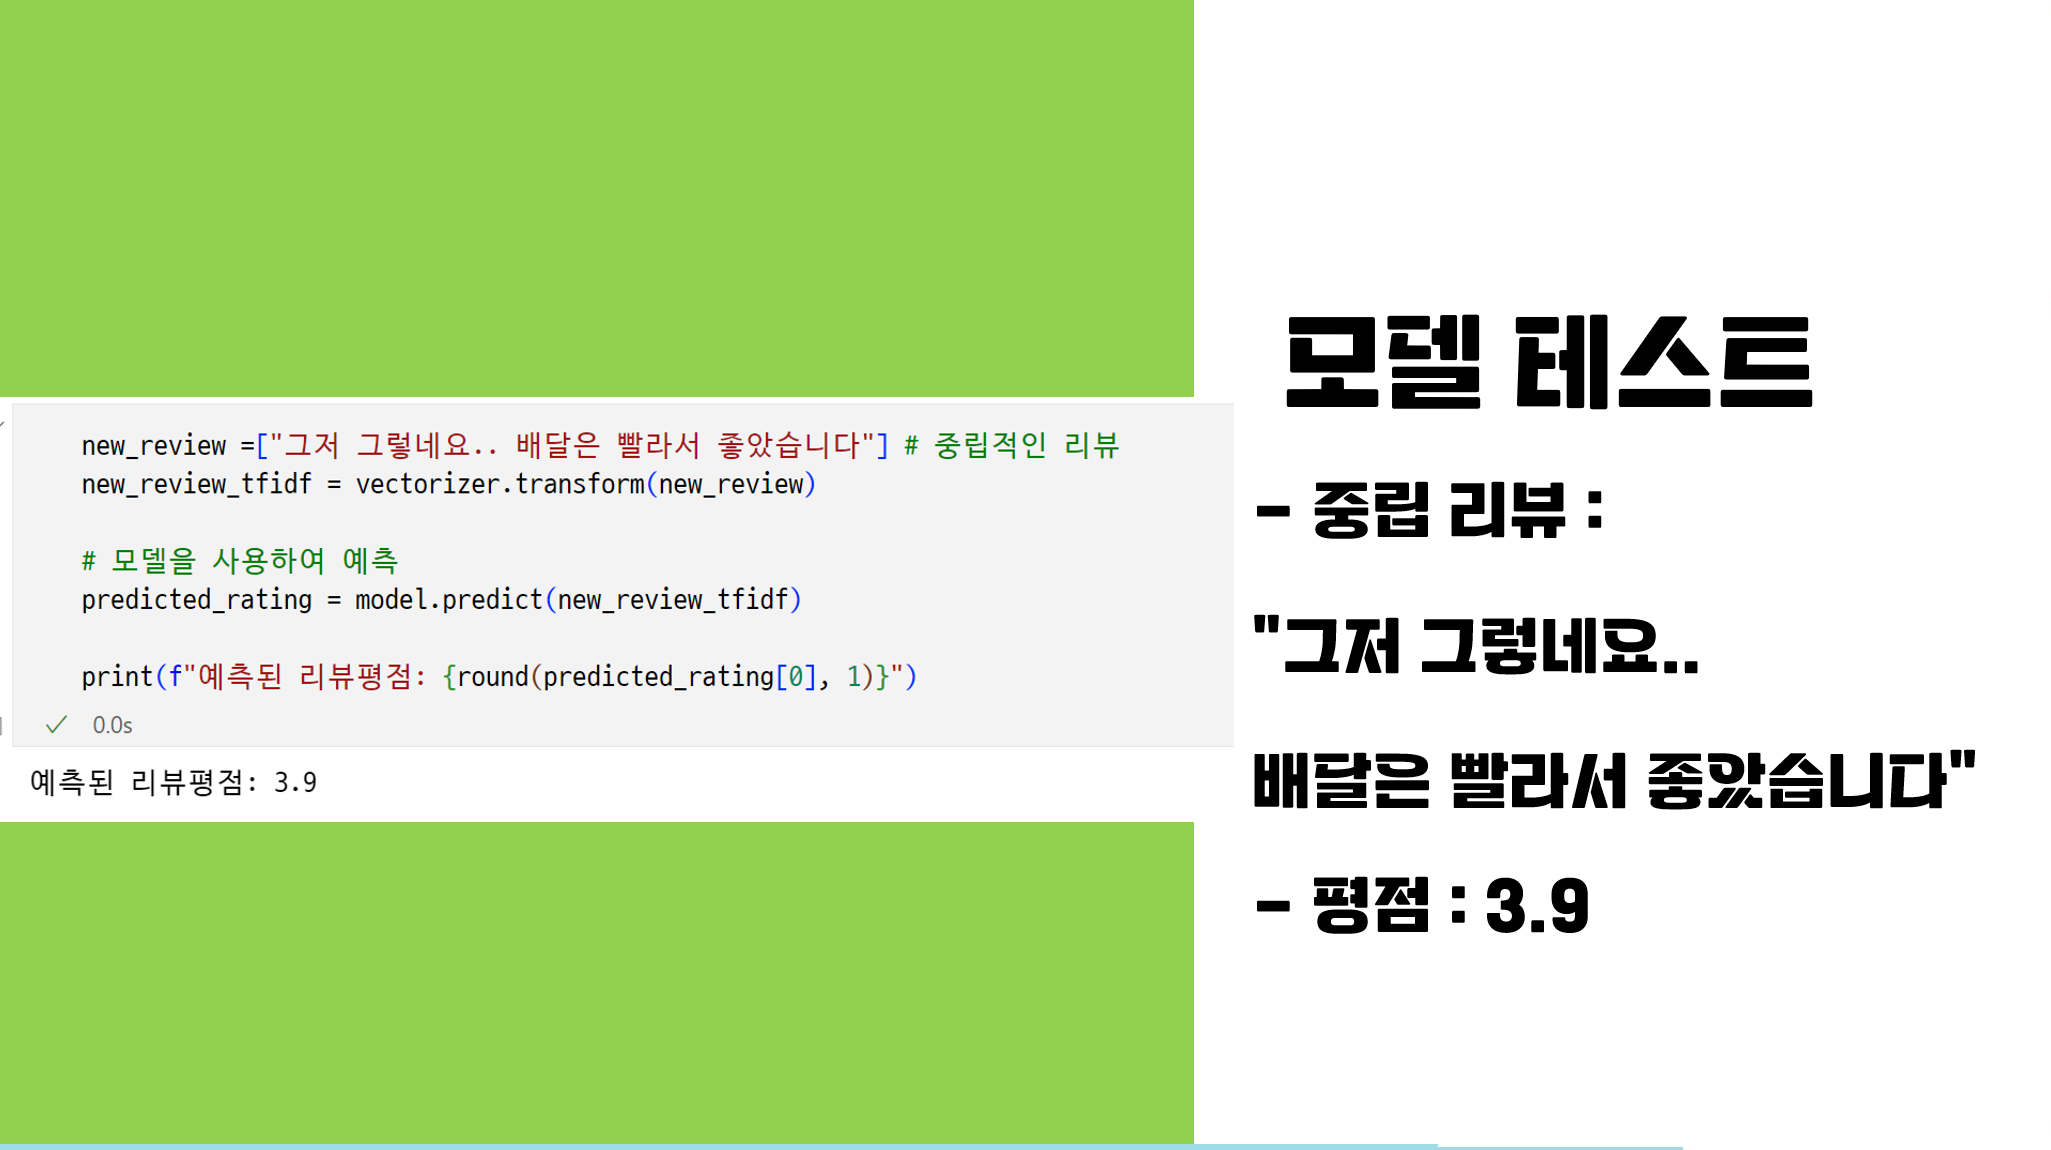 new_review =["그저 그렇네요.. 배달은 빨라서 좋았습니다"] # 중립적인 리뷰
new_review_tfidf = vectorizer.transform(new_review)
# 모델을 사용하여 예측
predicted_rating = model.predict(new_review_tfidf)
print(f"예측된 리뷰평점: {round(predicted_rating[0], 1)}")
✓ 0.0s
예측된 리뷰평점: 3.9
모델 테스트
- 중립 리뷰 :
"그저 그렇네요..
배달은 빨라서 좋았습니다"
- 평점 : 3.9